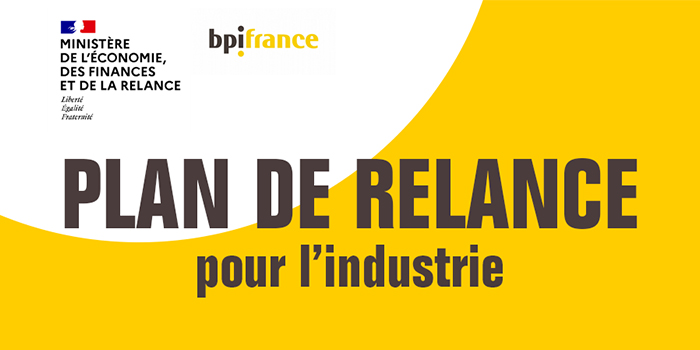 MINISTÈRE
DE L'ÉCONOMIE,
DES FINANCES
ET DE LA RELANCE
Liberté
Égalité
Fraternité
bpifrance
PLAN DE RELANCE
pour l'industrie